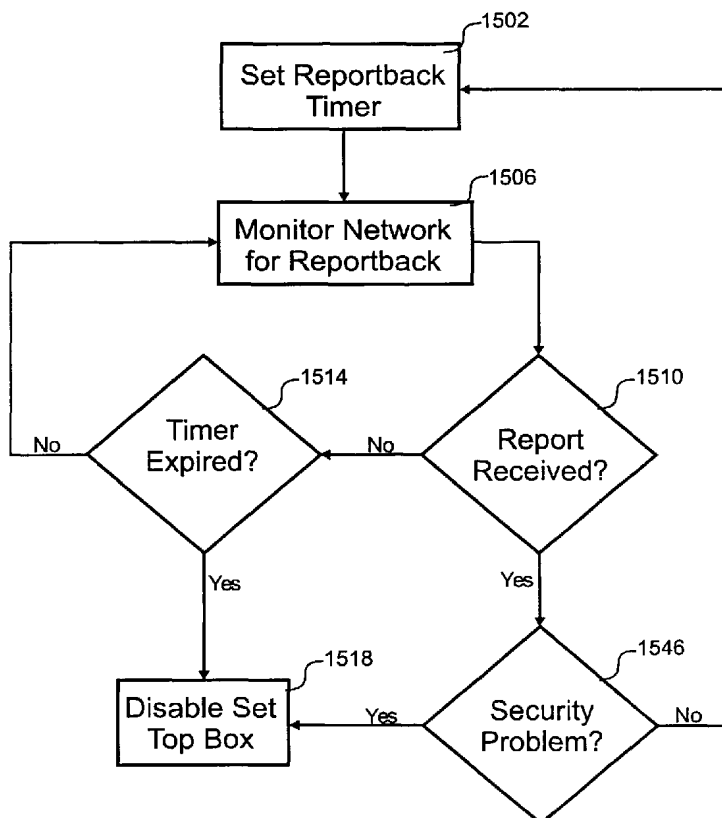 1502
Set Reportback
Timer
1506
Monitor Network
for Reportback
1514
Timer
Expired?
No
No
1510
Report
Received?
Yes
Yes
1518
Disable Set
Top Box
Yes
1546
Security
Problem?
No